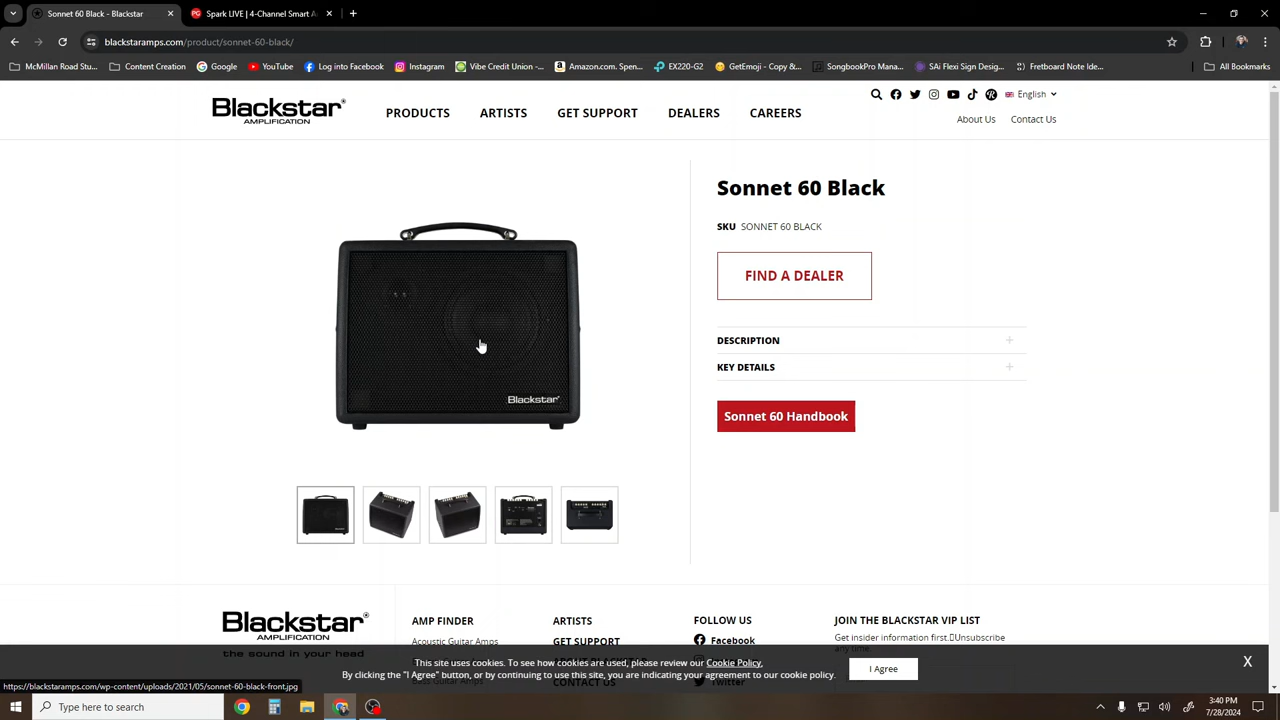 Sonnet 60 Black - Blackstar
Spark LIVE | 4-Channel Smart A
blackstaramps.com/product/sonnet-60-black/
McMillan Road Stu...
Content Creation
Google
YouTube
Log into Facebook
Instagram
Vibe Credit Union -...
Amazon.com. Spen...
EX220-G2
GetEmoji - Copy &...
SongbookPro Mana...
SAi Flex Sign Desig...
Fretboard Note Ide...
All Bookmarks
Blackstar
AMPLIFICATION
PRODUCTS
ARTISTS
GET SUPPORT
DEALERS
CAREERS
English
About Us
Contact Us
Sonnet 60 Black
SKU SONNET 60 BLACK
FIND A DEALER
DESCRIPTION
KEY DETAILS
Sonnet 60 Handbook
Blackstar
Blackstar
AMPLIFICATION
the sound in your head
AMP FINDER
Acoustic Guitar Amps
ARTISTS
GET SUPPORT
CONTACT US
FOLLOW US
Facebook
Twitter
JOIN THE BLACKSTAR VIP LIST
Get insider information first.Unsubscribe
any time.
This site uses cookies. To see how cookies are used, please review our Cookie Policy.
By clicking the "I Agree" button, or by continuing to use this site, you are indicating your agreement to our cookie policy.
I Agree
X
https://blackstaramps.com/wp-content/uploads/2021/05/sonnet-60-black-front.jpg
Type here to search
3:40 PM
7/28/2024